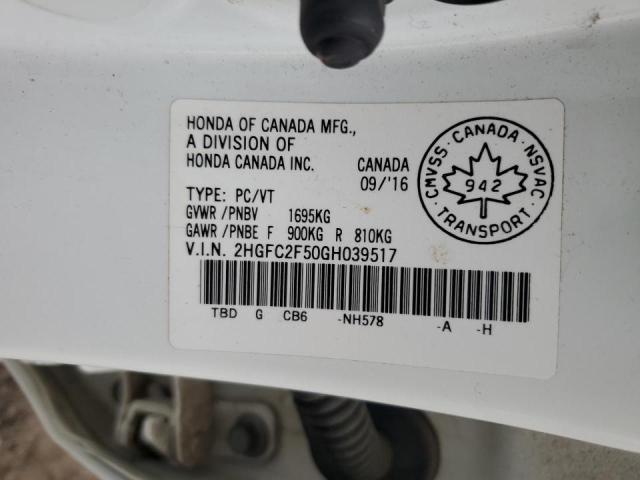 HONDA OF CANADA MFG.,
A DIVISION OF
HONDA CANADA INC. CANADA
09/'16
TYPE: PC/VT
GVWR/PNBV 1695KG
GAWR/PNBE F 900KG R 810KG
V.I.N. 2HGFC2F50GH039517
TBD G CB6 -NH578 -A -H
CMVSS·CANADA·NSVAC
942
TRANSPORT